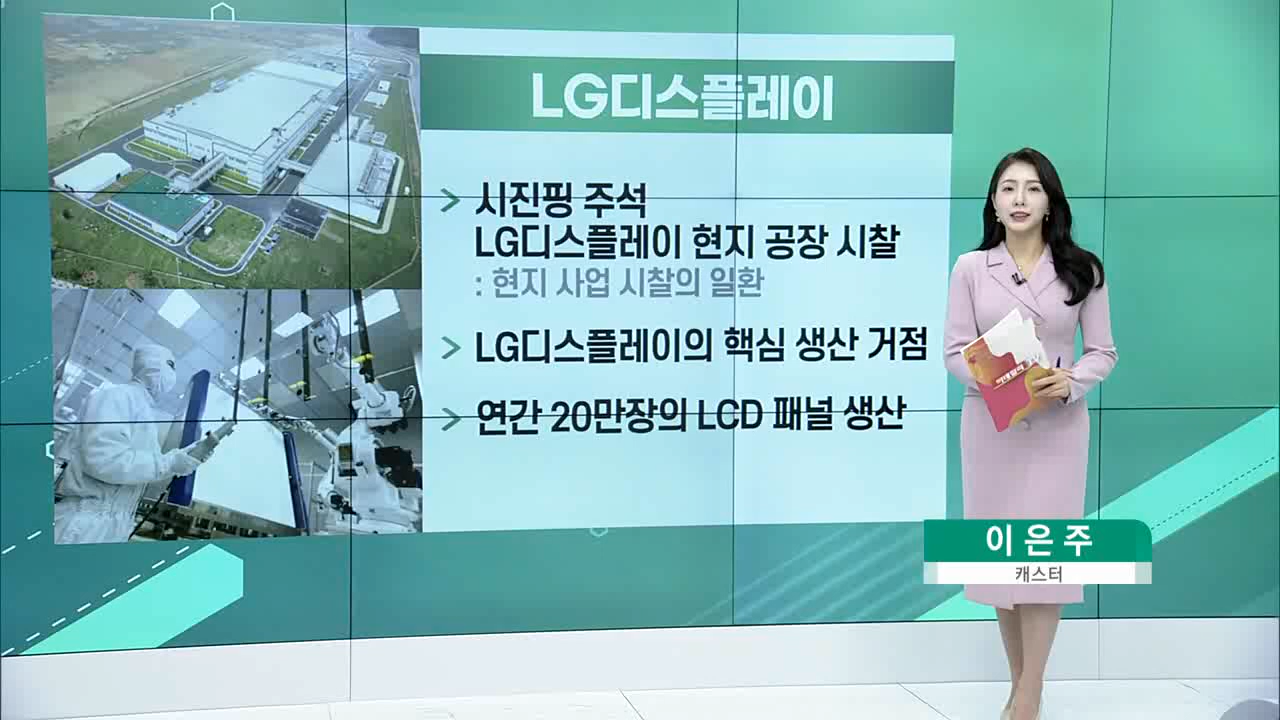 LG디스플레이
> 시진핑 주석
LG디스플레이 현지 공장 시찰
: 현지 사업 시찰의 일환
> LG디스플레이의 핵심 생산 거점
> 연간 20만장의 LCD 패널 생산
이은주
캐스터